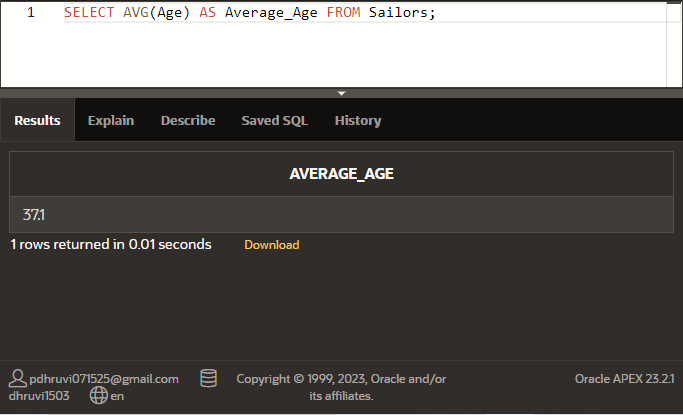 1 SELECT AVG(Age) AS Average_Age FROM Sailors;
Results Explain Describe Saved SQL History
AVERAGE_AGE
37.1
1 rows returned in 0.01 seconds Download
pdhruvi071525@gmail.com Copyright © 1999, 2023, Oracle and/or Oracle APEX 23.2.1
dhruvi1503 en its affiliates.